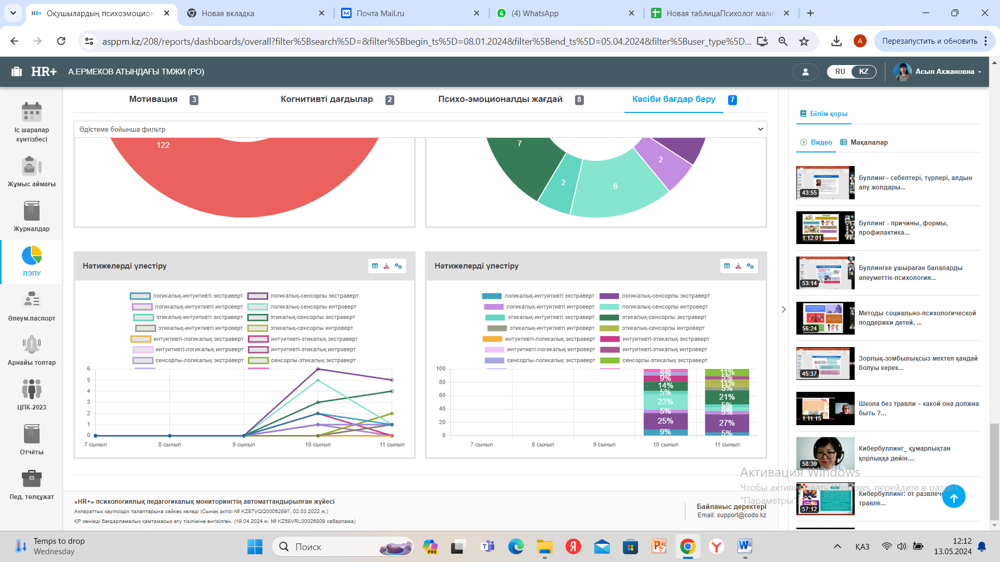 HR+ Оқушылардың психоэмоцион
Новая вкладка
Почта Mail.ru
(4) WhatsApp
Новая таблицаПсихолог мали
asppm.kz/208/reports/dashboards/overall?filter%5Bsearch%5D=&filter%5Bbegin_ts%5D=08.01.2024&filter%5Bend_ts%5D=05.04.2024&filter%5Buser_type%5D...
A
Перезапустить и обновить
HR+
А.ЕРМЕКОВ АТЫНДАҒЫ ТМЖИ (РО)
RU KZ
Асыл Ахжановна
Мотивация 3
Когнитивті дағдылар 2
Психо-эмоционалды жағдай 8
Кәсіби бағдар беру 7
Әдістеме бойынша фильтр
122
7
2
6
2
Іс шаралар
күнтізбесі
Жұмыс аймағы
Журналдар
ПЭПУ
Әлеум.паспорт
Арнайы топтар
ЦПК-2023
Отчёты
Пед. төлқұжат
Нәтижелерді үлестіру
логикалық-интуитивті экстраверт логикалық-сенсорлы экстраверт
логикалық-интуитивті интроверт логикалық-сенсорлы интроверт
этикалық-интуитивті экстраверт этикалық-сенсорлы экстраверт
этикалық-интуитивті интроверт этикалық-сенсорлы интроверт
интуитивті-логикалық экстраверт интуитивті-этикалық экстраверт
интуитивті-логикалық интроверт интуитивті-этикалық интроверт
сенсорлы-логикалық экстраверт сенсорлы-этикалық экстраверт
6
5
4
3
2
1
0
7 сынып 8 сынып 9 сынып 10 сынып 11 сынып
Нәтижелерді үлестіру
логикалық-интуитивті экстраверт логикалық-сенсорлы экстраверт
логикалық-интуитивті интроверт логикалық-сенсорлы интроверт
этикалық-интуитивті экстраверт этикалық-сенсорлы экстраверт
этикалық-интуитивті интроверт этикалық-сенсорлы интроверт
интуитивті-логикалық экстраверт интуитивті-этикалық экстраверт
интуитивті-логикалық интроверт интуитивті-этикалық интроверт
сенсорлы-логикалық экстраверт сенсорлы-этикалық экстраверт
100
80
60
40
20
0
9%
14%
5%
23%
5%
25%
9%
11%
5%
11%
5%
21%
5%
5%
27%
5%
7 сынып 8 сынып 9 сынып 10 сынып 11 сынып
«HR+» психологиялық педагогикалық мониторингтің автоматтандырылған жүйесі
Ақпараттық қауіпсіздік талаптарына сәйкес келеді (Сынақ актісі № KZ87VQQ00052897, 02.03.2022 ж.)
ҚР сенімді бағдарламалық қамтамасыз ету тізіліміне енгізілген. (19.04.2024 ж. № KZ58VRL00026809 хабарлама)
Байланыс деректері
Email: support@codo.kz
Білім қоры
Видео Мақалалар
43:55
Буллинг– себептері, түрлері, алдын
алу жолдары...
1:12:01
Буллинг - причины, формы,
профилактика...
53:14
Буллингке ұшыраған балаларды
әлеуметтік-психология...
56:24
Методы социально-психологической
поддержки детей, ...
45:37
Зорлық-зомбылықсыз мектеп қандай
болуы керек...
1:11:15
Школа без травли – какой она должна
быть ?...
58:39
Кибербуллинг_ құмарлықтан
қорлыққа дейін....
57:12
Кибербуллинг: от развлече
травле...
Активация Windows
Чтобы активировать Windows, перейдите в раздел
"Параметры".
Temps to drop
Wednesday
Поиск
PRE
ҚАЗ
12:12
13.05.2024